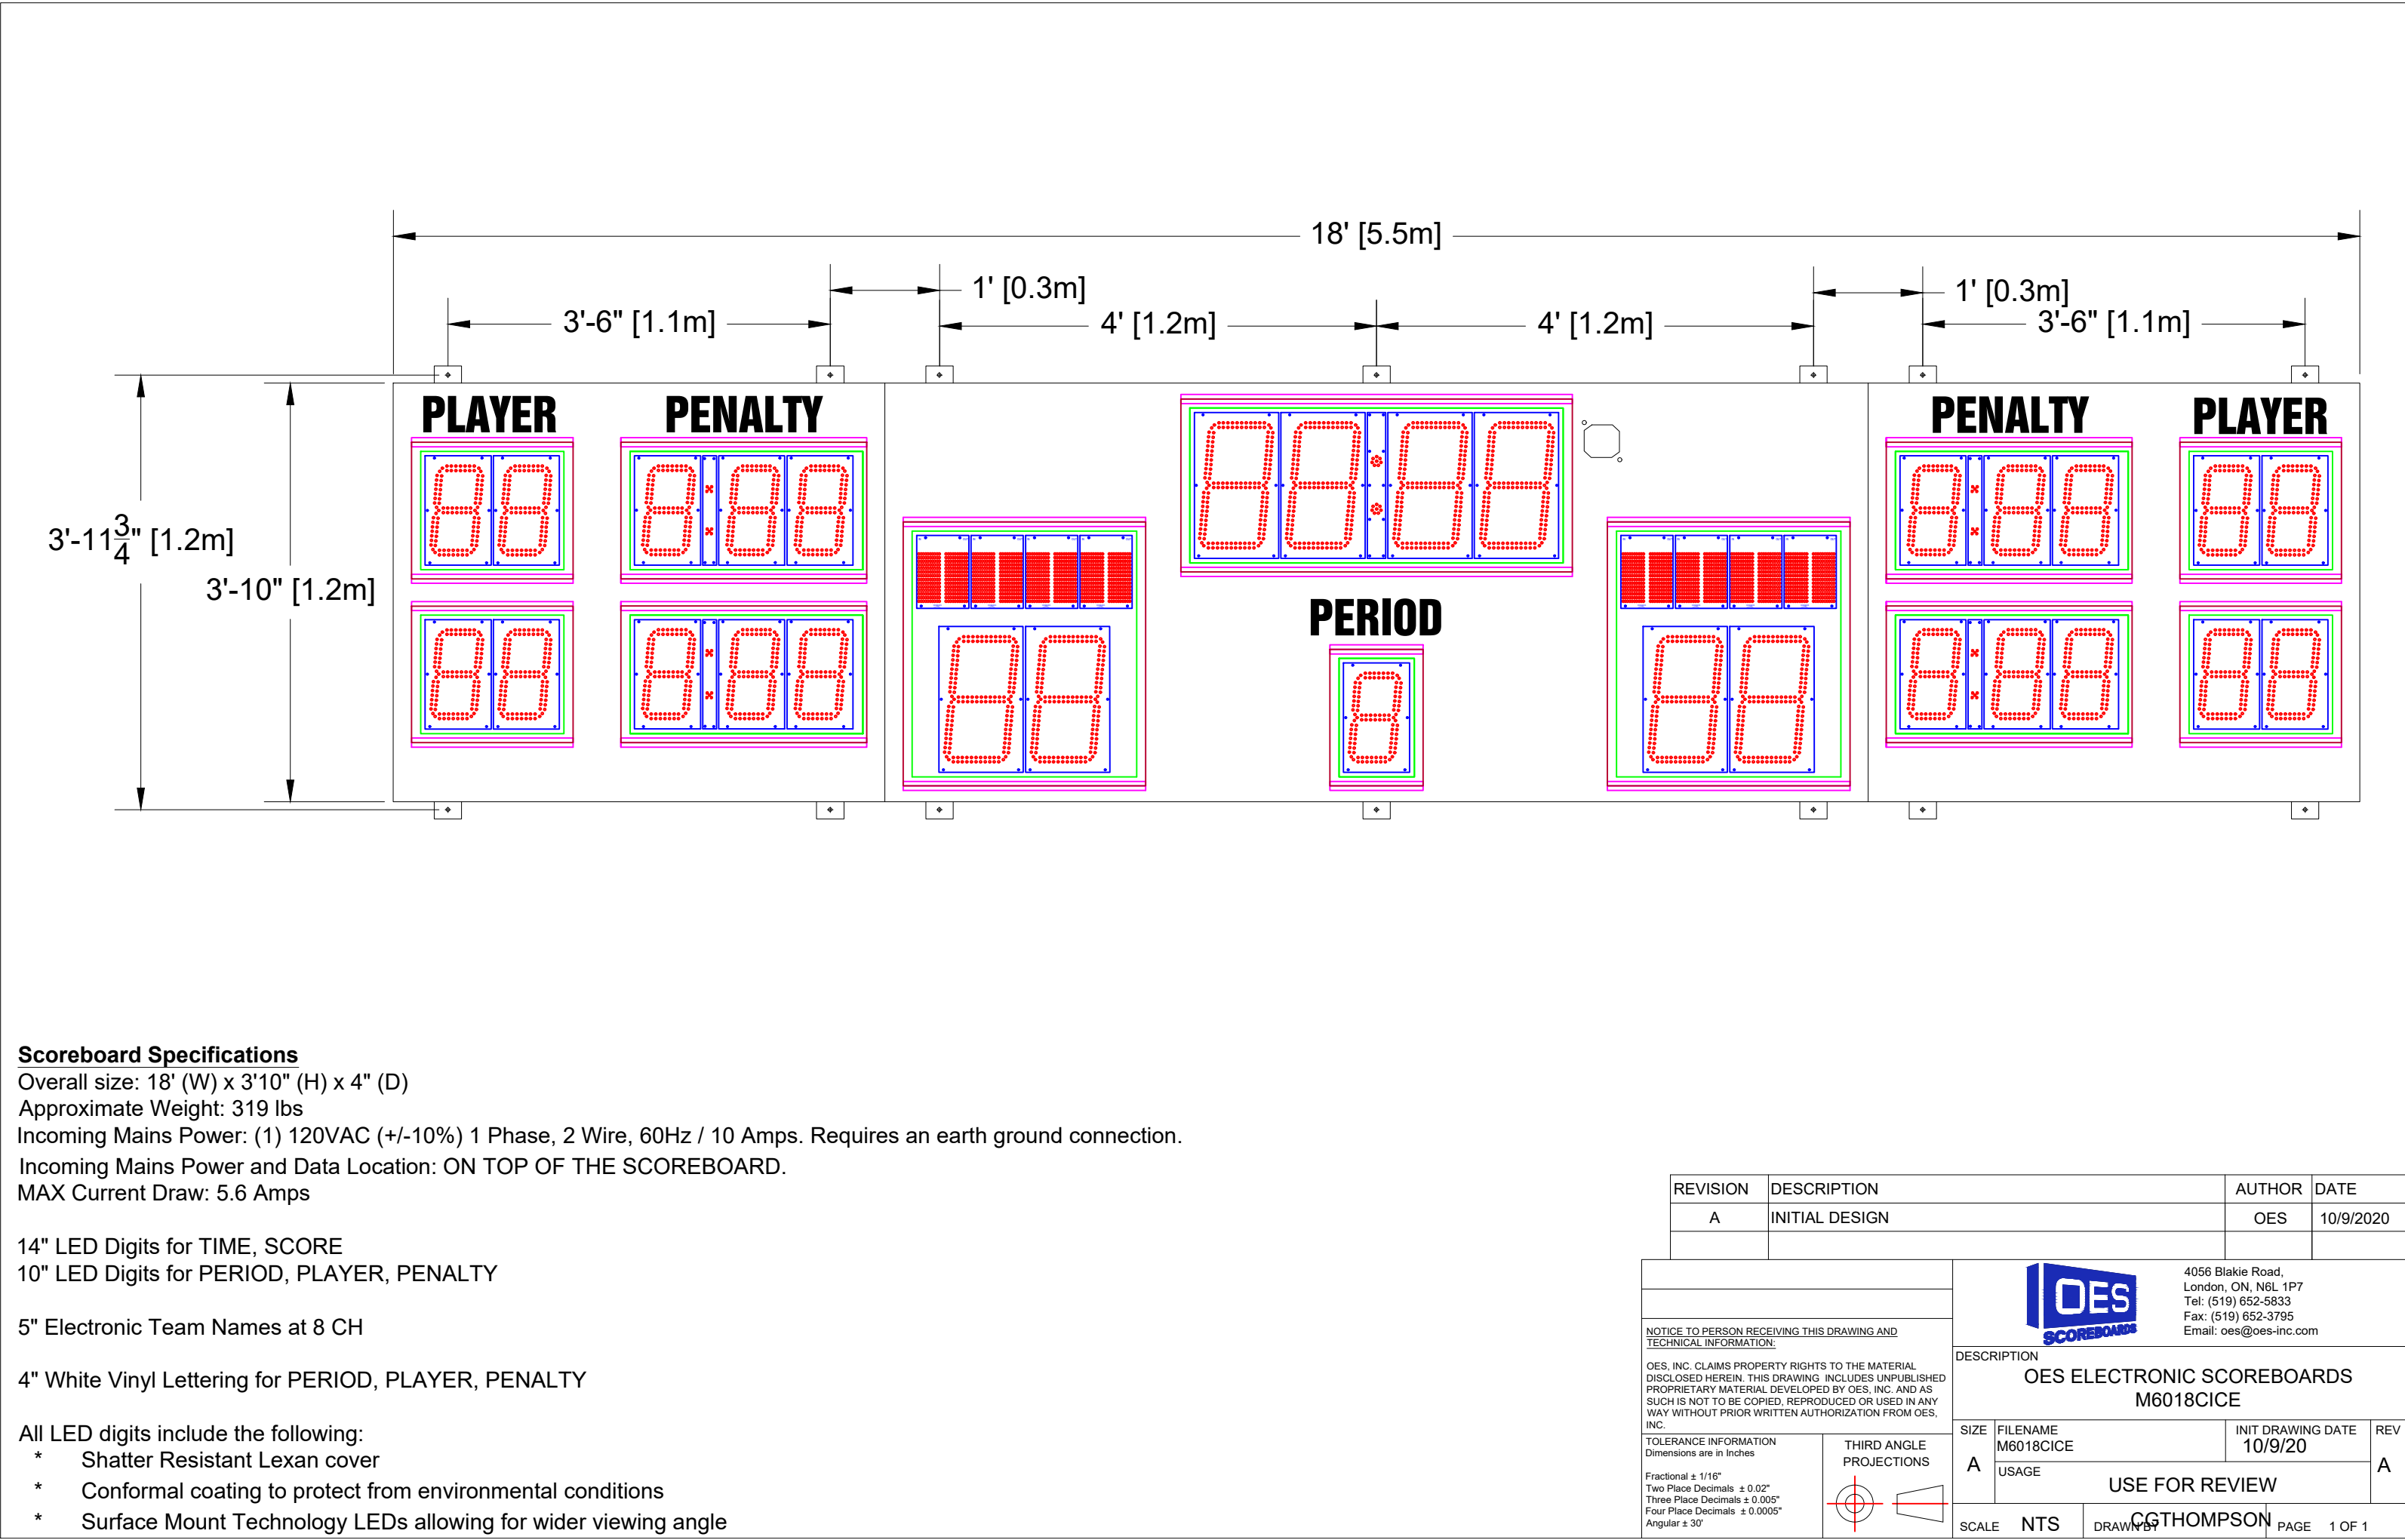 18' [5.5m]
1' [0.3m]
1' [0.3m]
3'-6" [1.1m]
4' [1.2m]
4' [1.2m]
3'-6" [1.1m]
PLAYER
PENALTY
PENALTY
PLAYER
3'-11 3/4" [1.2m]
3'-10" [1.2m]
PERIOD
Scoreboard Specifications
Overall size: 18' (W) x 3'10" (H) x 4" (D)
Approximate Weight: 319 lbs
Incoming Mains Power: (1) 120VAC (+/-10%) 1 Phase, 2 Wire, 60Hz / 10 Amps. Requires an earth ground connection.
Incoming Mains Power and Data Location: ON TOP OF THE SCOREBOARD.
MAX Current Draw: 5.6 Amps
14" LED Digits for TIME, SCORE
10" LED Digits for PERIOD, PLAYER, PENALTY
5" Electronic Team Names at 8 CH
4" White Vinyl Lettering for PERIOD, PLAYER, PENALTY
All LED digits include the following:
* Shatter Resistant Lexan cover
* Conformal coating to protect from environmental conditions
* Surface Mount Technology LEDs allowing for wider viewing angle
REVISION DESCRIPTION AUTHOR DATE
A INITIAL DESIGN OES 10/9/2020
OES
SCOREBOARDS
4056 Blakie Road,
London, ON, N6L 1P7
Tel: (519) 652-5833
Fax: (519) 652-3795
Email: oes@oes-inc.com
NOTICE TO PERSON RECEIVING THIS DRAWING AND
TECHNICAL INFORMATION:
OES, INC. CLAIMS PROPERTY RIGHTS TO THE MATERIAL
DISCLOSED HEREIN. THIS DRAWING INCLUDES UNPUBLISHED
PROPRIETARY MATERIAL DEVELOPED BY OES, INC. AND AS
SUCH IS NOT TO BE COPIED, REPRODUCED OR USED IN ANY
WAY WITHOUT PRIOR WRITTEN AUTHORIZATION FROM OES,
INC.
DESCRIPTION
OES ELECTRONIC SCOREBOARDS
M6018CICE
TOLERANCE INFORMATION
Dimensions are in Inches
Fractional ± 1/16"
Two Place Decimals ± 0.02"
Three Place Decimals ± 0.005"
Four Place Decimals ± 0.0005"
Angular ± 30'
THIRD ANGLE
PROJECTIONS
SIZE
A
FILENAME
M6018CICE
INIT DRAWING DATE
10/9/20
REV
A
USAGE
USE FOR REVIEW
SCALE NTS
DRAWN BY CGTHOMPSON
PAGE 1 OF 1